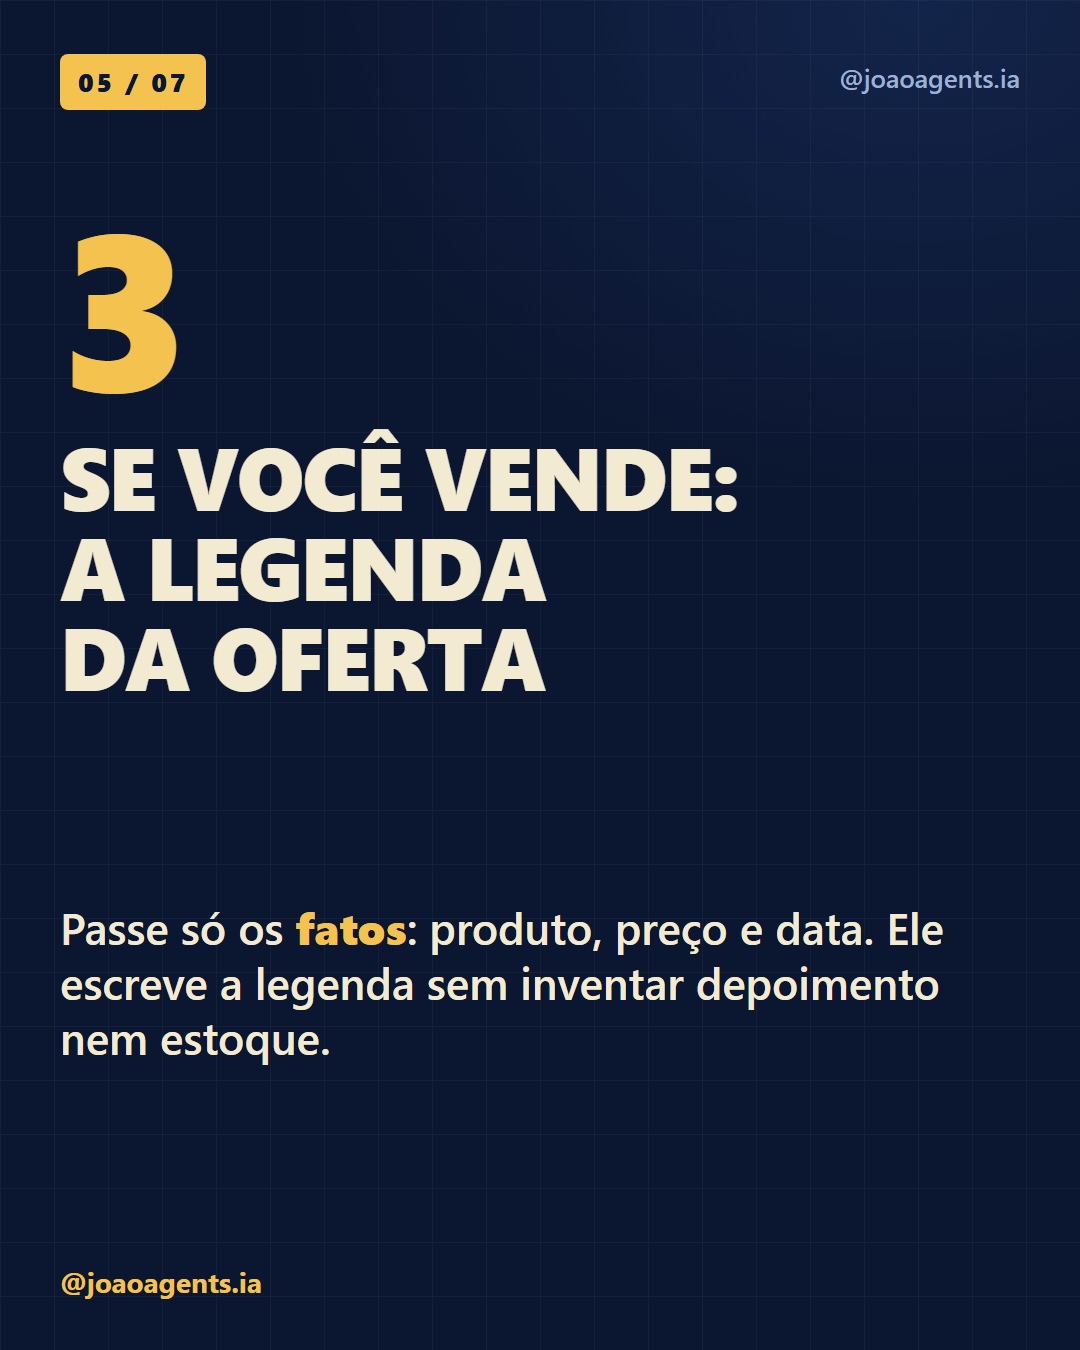 05 / 07
@joaoagents.ia
3
SE VOCÊ VENDE:
A LEGENDA
DA OFERTA
Passe só os fatos: produto, preço e data. Ele
escreve a legenda sem inventar depoimento
nem estoque.
@joaoagents.ia